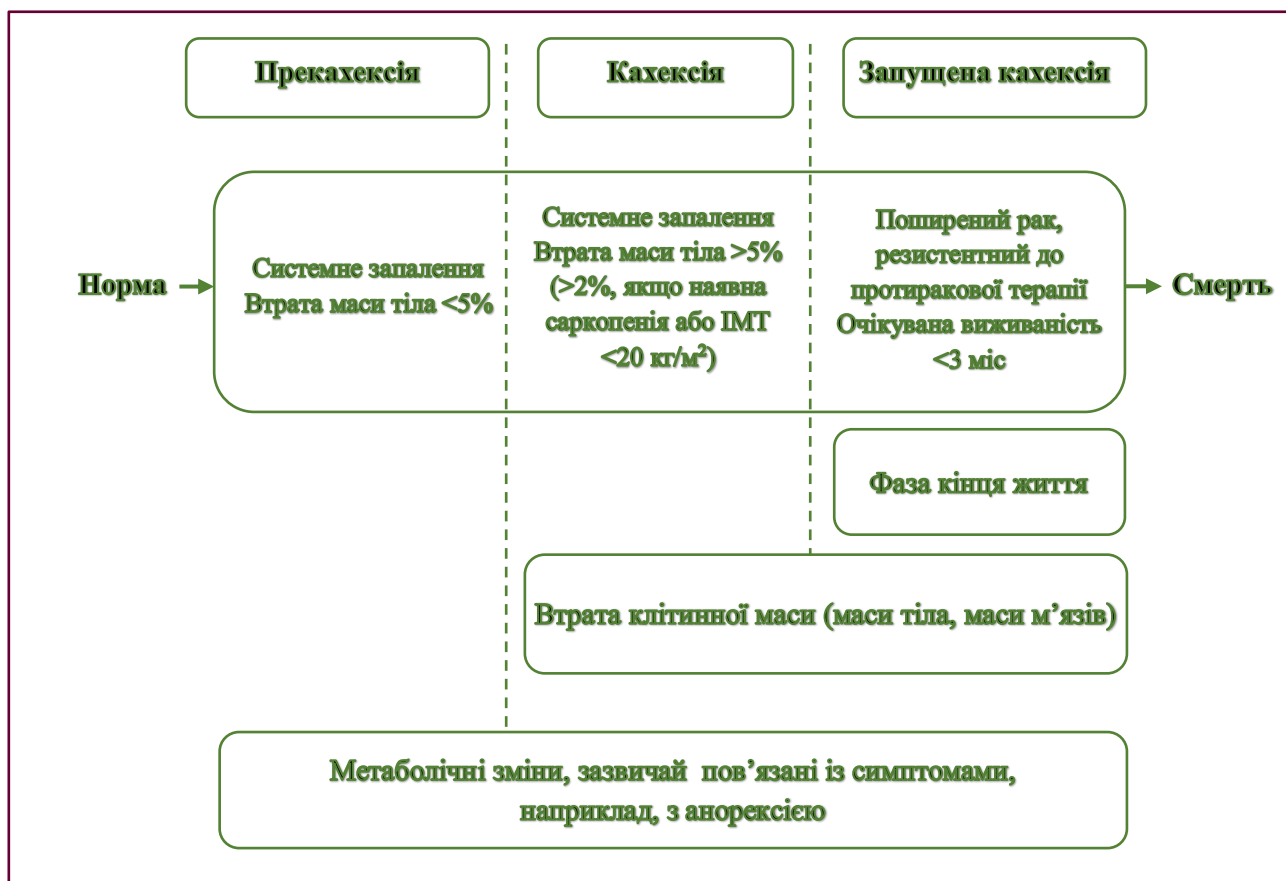 Прекахексія
Кахексія
Запущена кахексія
Норма
Системне запалення
Втрата маси тіла <5%
Системне запалення
Втрата маси тіла >5%
(>2%, якщо наявна
саркопенія або ІМТ
<20 кг/м²)
Поширений рак,
резистентний до
протиракової терапії
Очікувана виживаність
<3 міс
Смерть
Фаза кінця життя
Втрата клітинної маси (маси тіла, маси м’язів)
Метаболічні зміни, зазвичай пов’язані із симптомами,
наприклад, з анорексією